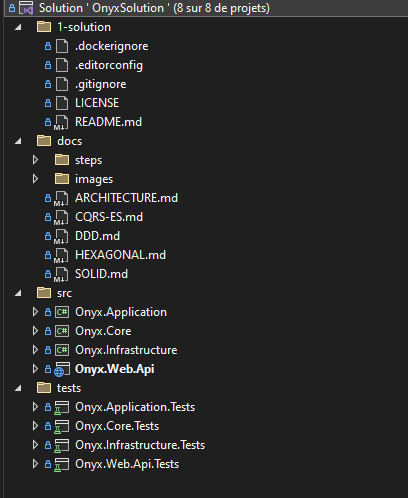 Solution ' OnyxSolution ' (8 sur 8 de projets)
1-solution
.dockerignore
.editorconfig
.gitignore
LICENSE
README.md
docs
steps
images
ARCHITECTURE.md
CQRS-ES.md
DDD.md
HEXAGONAL.md
SOLID.md
src
C# Onyx.Application
C# Onyx.Core
C# Onyx.Infrastructure
Onyx.Web.Api
tests
Onyx.Application.Tests
Onyx.Core.Tests
Onyx.Infrastructure.Tests
Onyx.Web.Api.Tests